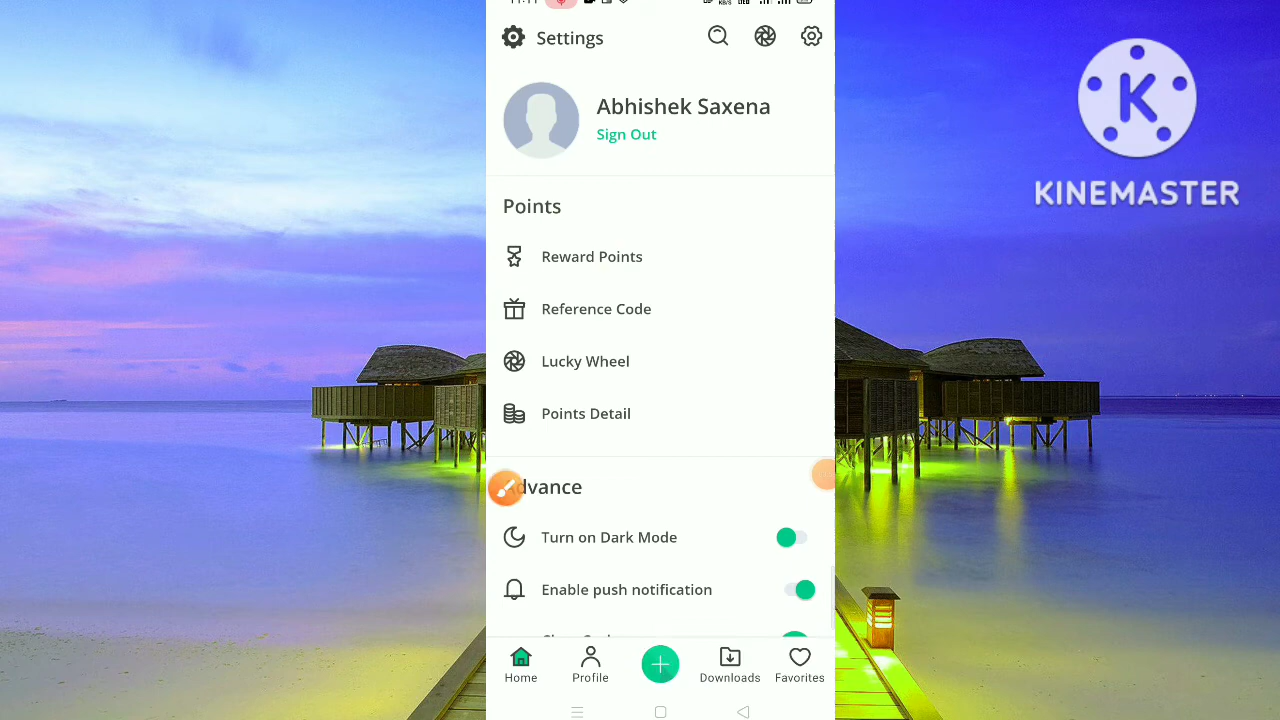 Settings
Abhishek Saxena
Sign Out
Points
Reward Points
Reference Code
Lucky Wheel
Points Detail
Advance
Turn on Dark Mode
Enable push notification
Home
Profile
Downloads
Favorites
K
KINEMASTER